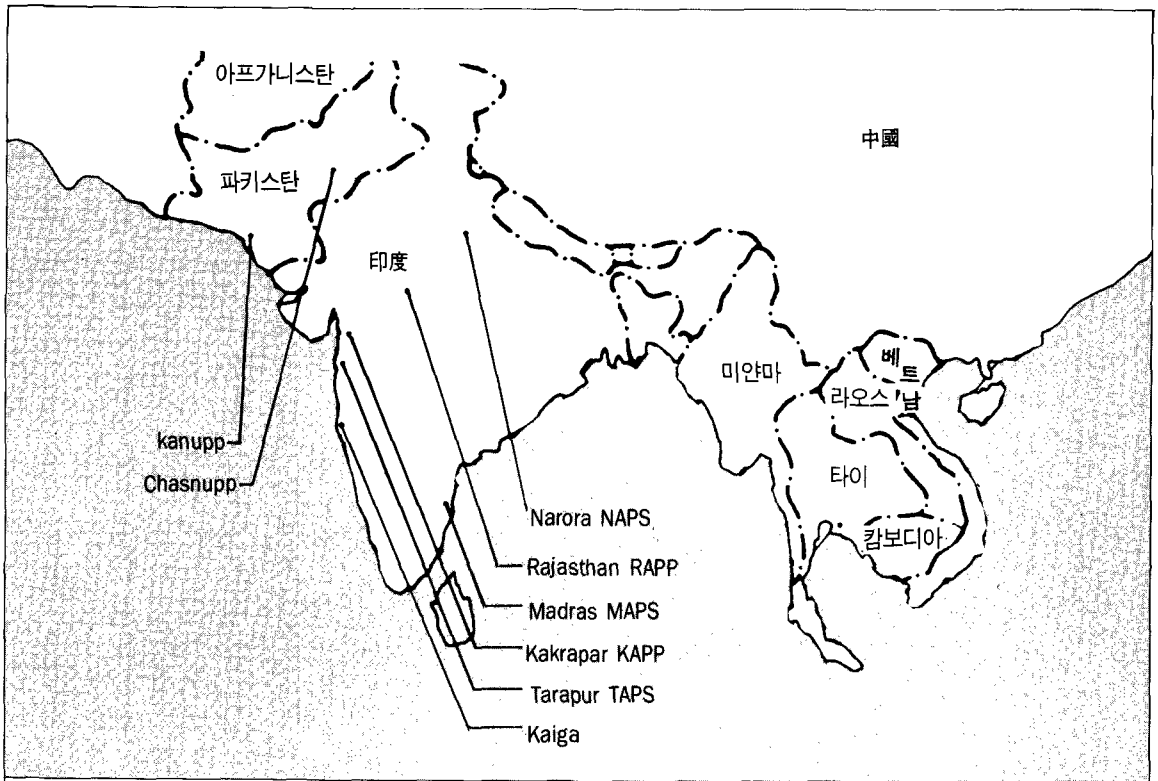 아프가니스탄
中國
파키스탄
印度
베트남
미얀마
라오스
타이
캄보디아
kanupp
Chasnupp
Narora NAPS
Rajasthan RAPP
Madras MAPS
Kakrapar KAPP
Tarapur TAPS
Kaiga